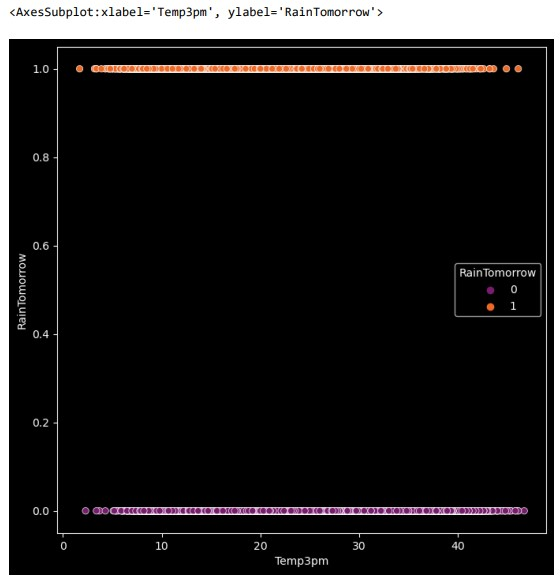 <AxesSubplot:xlabel='Temp3pm', ylabel='RainTomorrow'>
1.0
0.8
0.6
0.4
0.2
0.0
RainTomorrow
RainTomorrow
0
1
0 10 20 30 40
Temp3pm